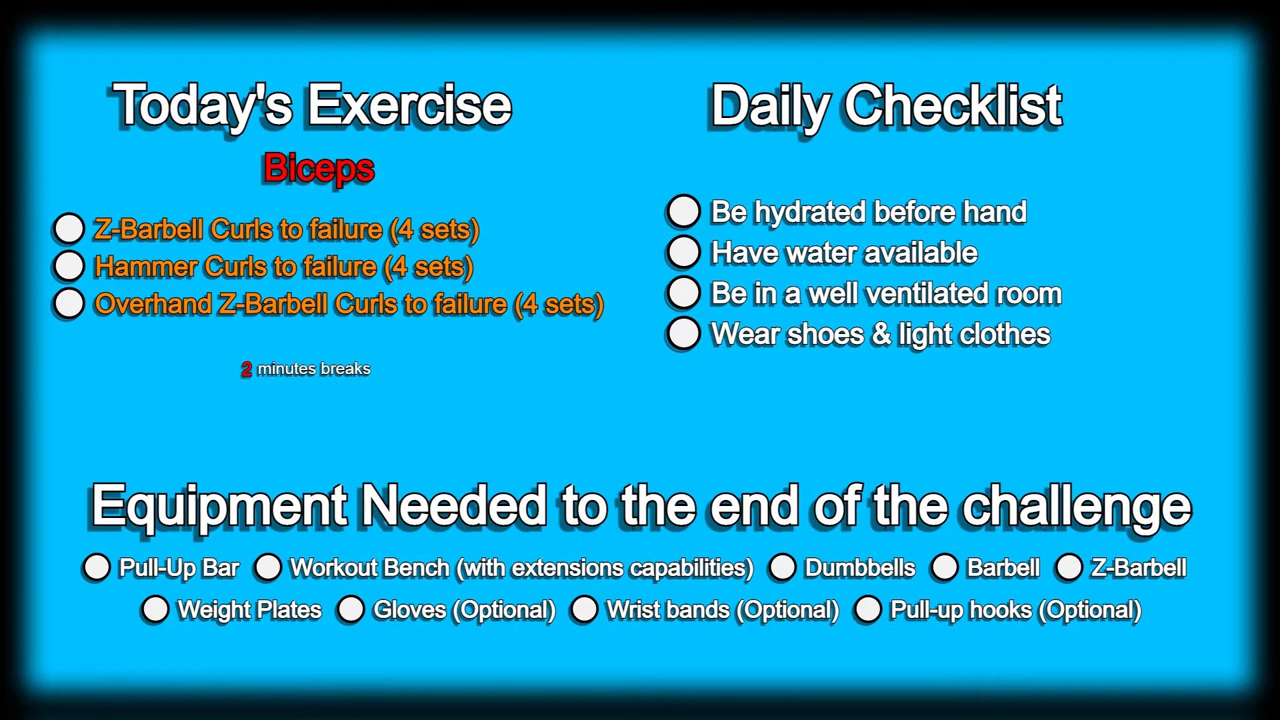 Today's Exercise
Biceps
Z-Barbell Curls to failure (4 sets)
Hammer Curls to failure (4 sets)
Overhand Z-Barbell Curls to failure (4 sets)
2 minutes breaks
Daily Checklist
Be hydrated before hand
Have water available
Be in a well ventilated room
Wear shoes & light clothes
Equipment Needed to the end of the challenge
Pull-Up Bar Workout Bench (with extensions capabilities) Dumbbells Barbell Z-Barbell
Weight Plates Gloves (Optional) Wrist bands (Optional) Pull-up hooks (Optional)